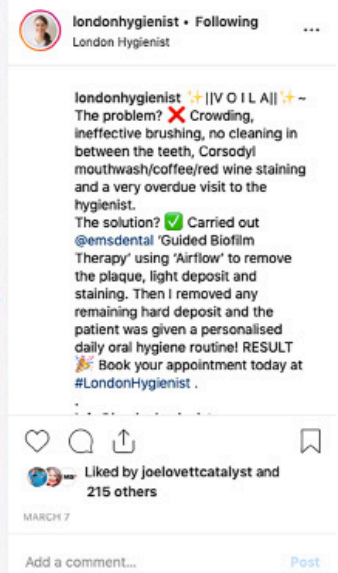 londonhygienist • Following
London Hygienist
londonhygienist ✨||V O I L A||✨~
The problem? ❌ Crowding,
ineffective brushing, no cleaning in
between the teeth, Corsodyl
mouthwash/coffee/red wine staining
and a very overdue visit to the
hygienist.
The solution? ✅ Carried out
@emsdental ‘Guided Biofilm
Therapy’ using ‘Airflow’ to remove
the plaque, light deposit and
staining. Then I removed any
remaining hard deposit and the
patient was given a personalised
daily oral hygiene routine! RESULT
🎉 Book your appointment today at
#LondonHygienist .
.
Liked by joelovettcatalyst and
215 others
MARCH 7
Add a comment...
Post